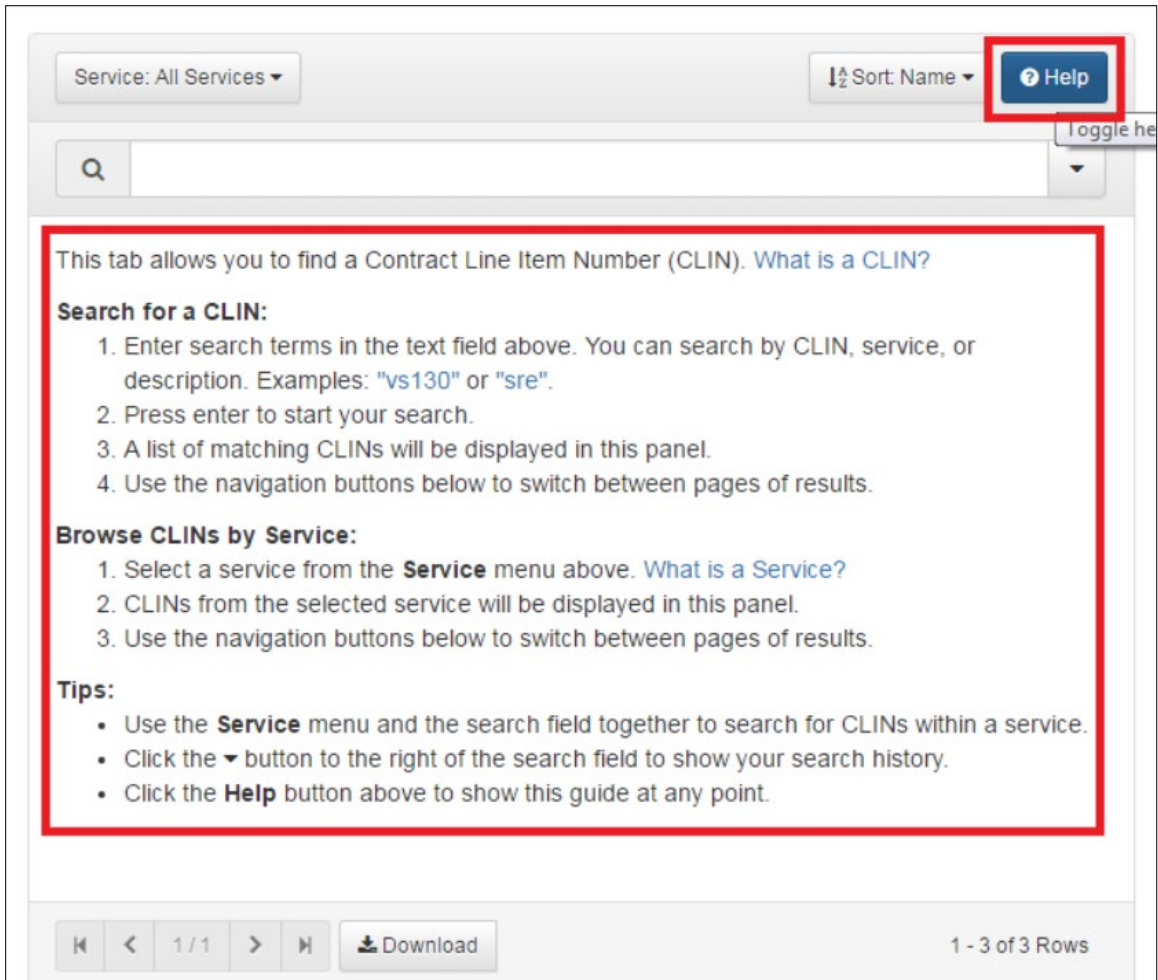 Service: All Services
Sort: Name
Help
Toggle he
This tab allows you to find a Contract Line Item Number (CLIN). What is a CLIN?
Search for a CLIN:
1. Enter search terms in the text field above. You can search by CLIN, service, or
description. Examples: "vs130" or "sre".
2. Press enter to start your search.
3. A list of matching CLINs will be displayed in this panel.
4. Use the navigation buttons below to switch between pages of results.
Browse CLINs by Service:
1. Select a service from the Service menu above. What is a Service?
2. CLINs from the selected service will be displayed in this panel.
3. Use the navigation buttons below to switch between pages of results.
Tips:
• Use the Service menu and the search field together to search for CLINs within a service.
• Click the ▾ button to the right of the search field to show your search history.
• Click the Help button above to show this guide at any point.
1 / 1
Download
1 - 3 of 3 Rows